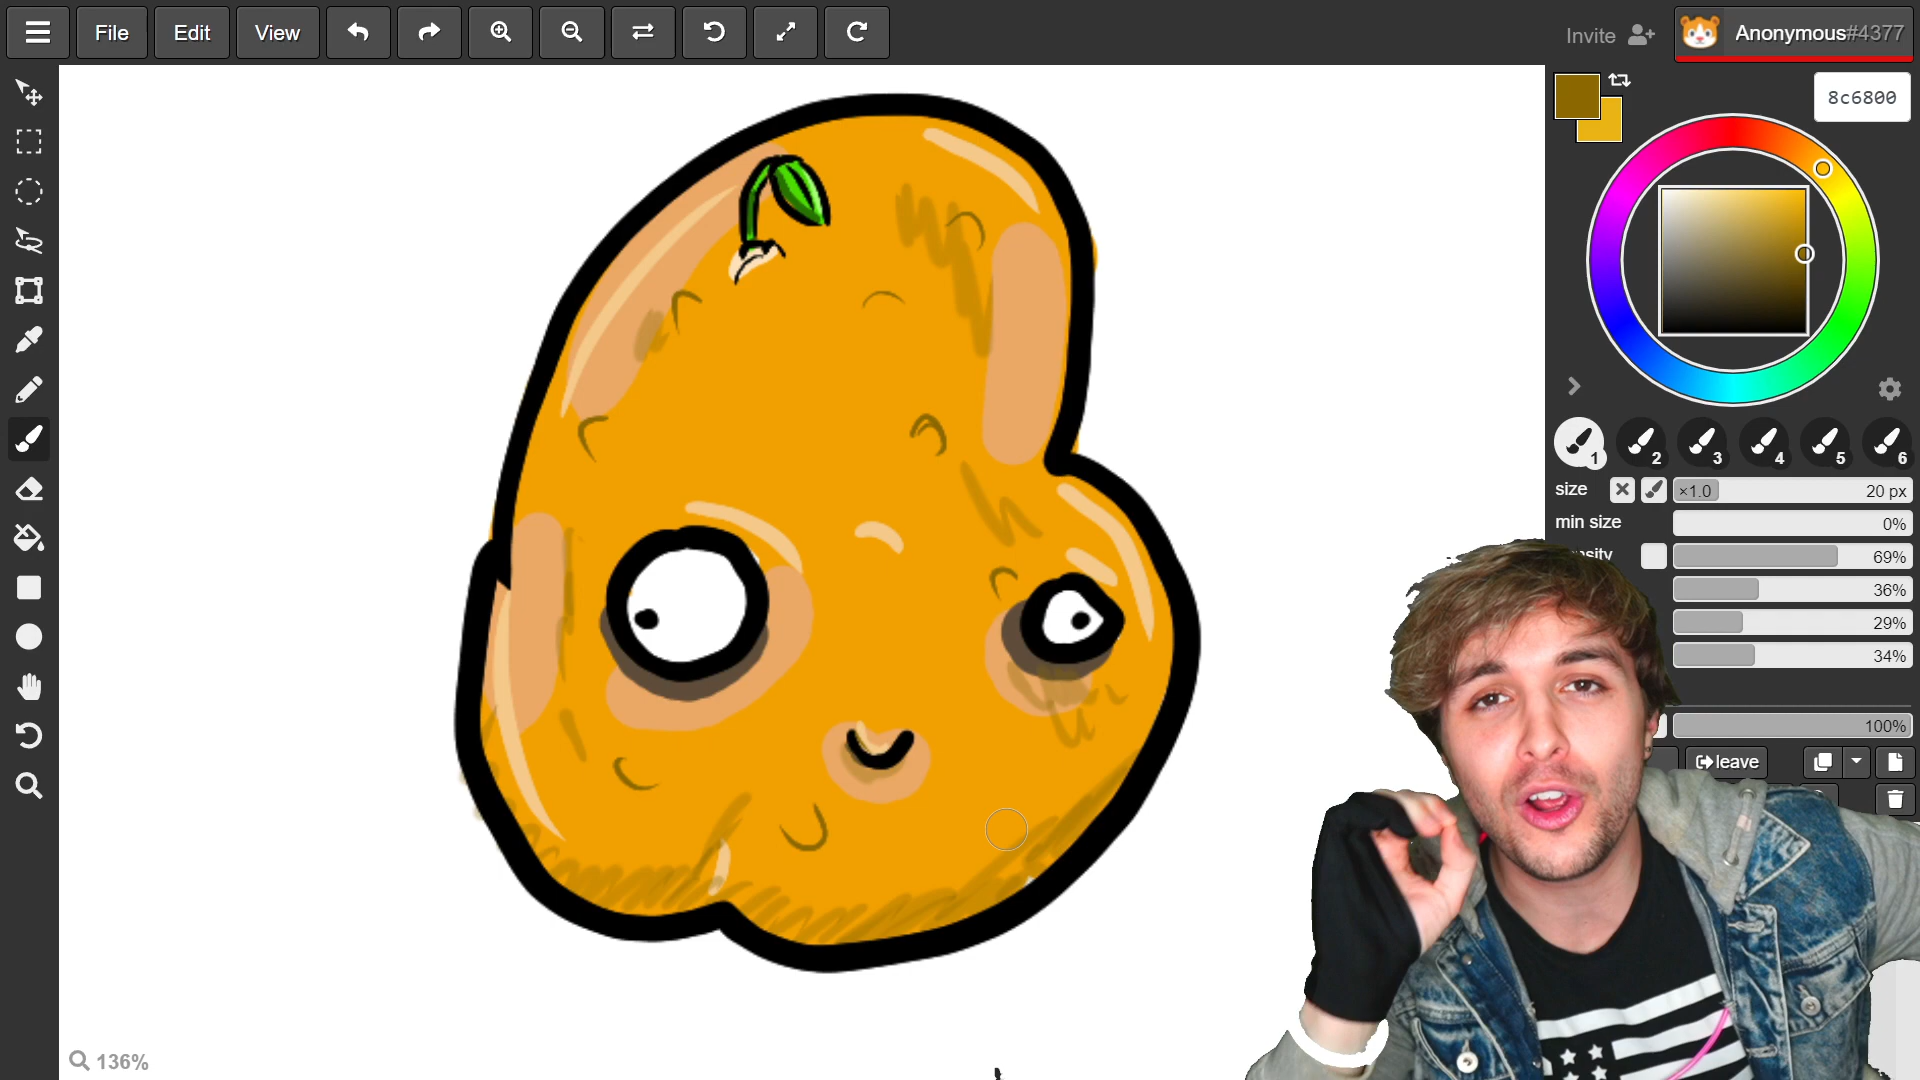 File Edit View Invite Anonymous#4377
8c6800
1 2 3 4 5 6
size ×1.0 20 px
min size 0%
69%
36%
29%
34%
100%
leave
136%